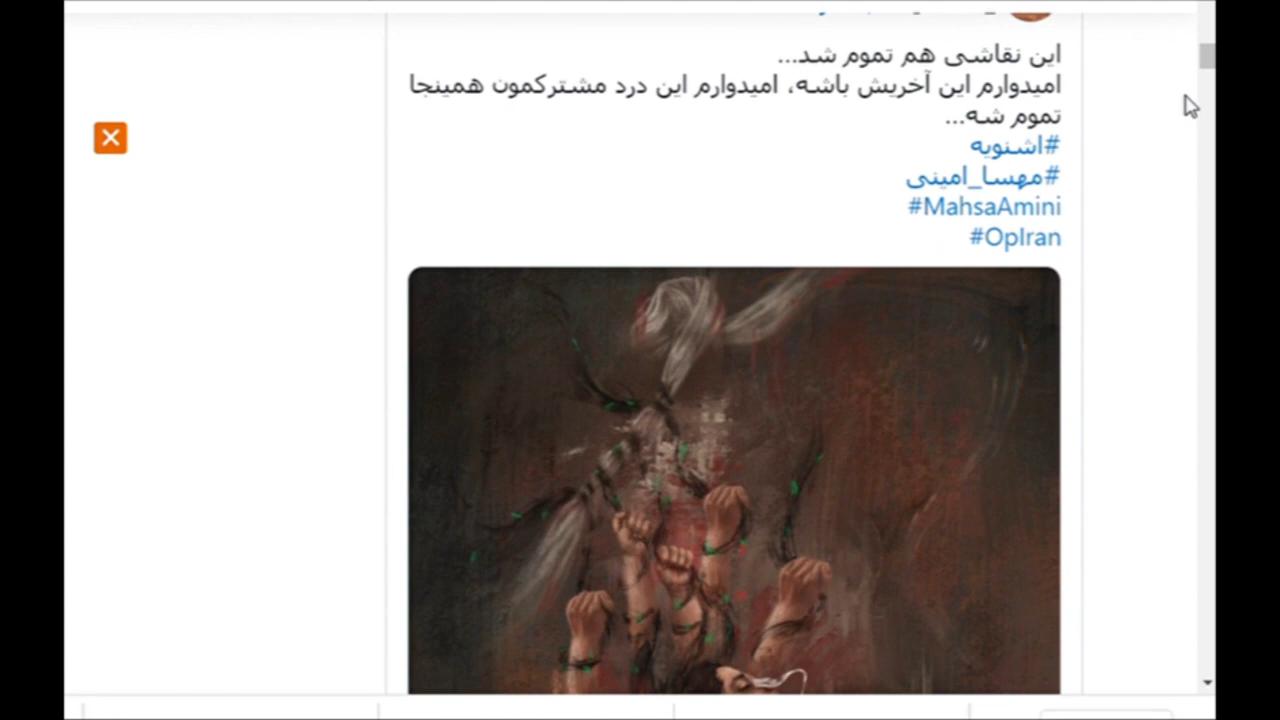 این نقاشی هم تموم شد...
امیدوارم این آخریش باشه، امیدوارم این درد مشترکمون همینجا
تموم شه...
#اشنویه
#مهسا_امینی
#MahsaAmini
#OpIran